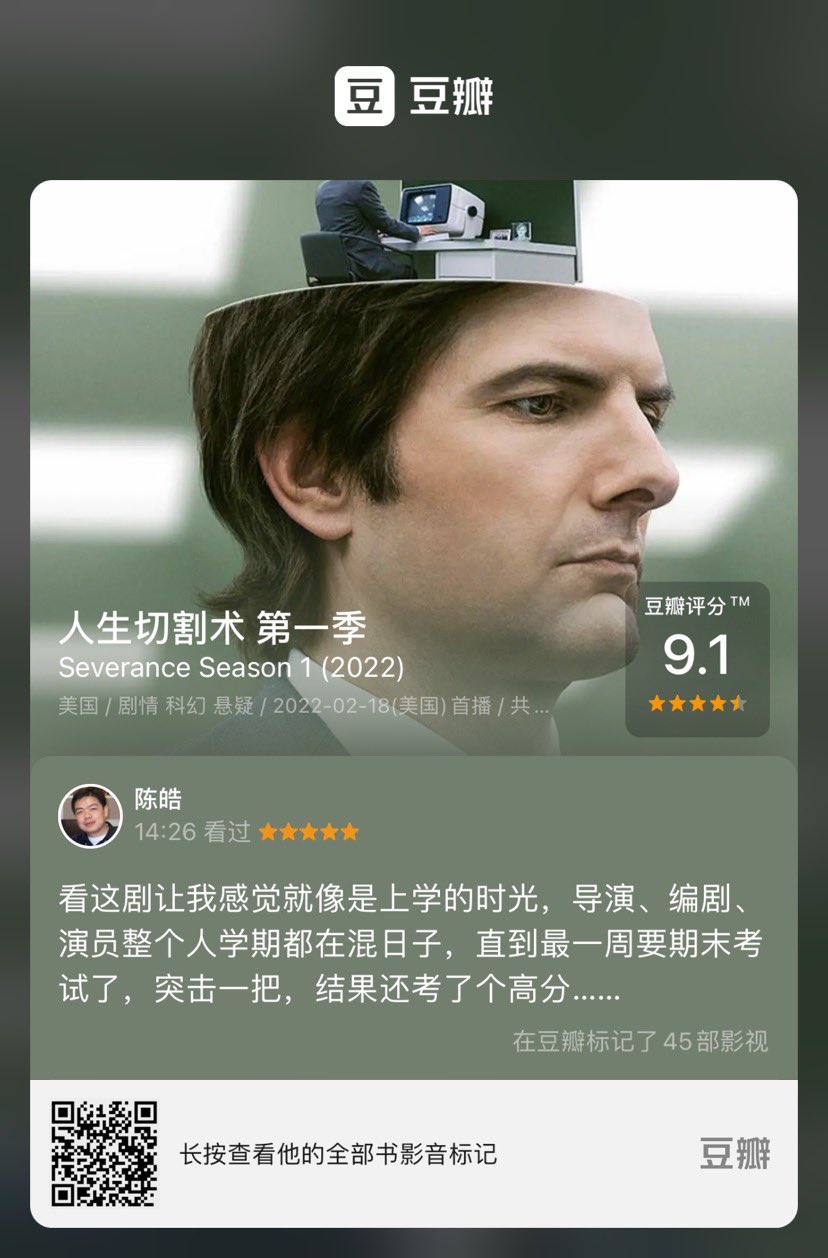 豆 豆瓣
人生切割术 第一季
Severance Season 1 (2022)
美国 / 剧情 科幻 悬疑 / 2022-02-18(美国) 首播 / 共...
豆瓣评分™
9.1
陈皓
14:26 看过
看这剧让我感觉就像是上学的时光，导演、编剧、
演员整个人学期都在混日子，直到最一周要期末考
试了，突击一把，结果还考了个高分……
在豆瓣标记了45部影视
长按查看他的全部书影音标记
豆瓣